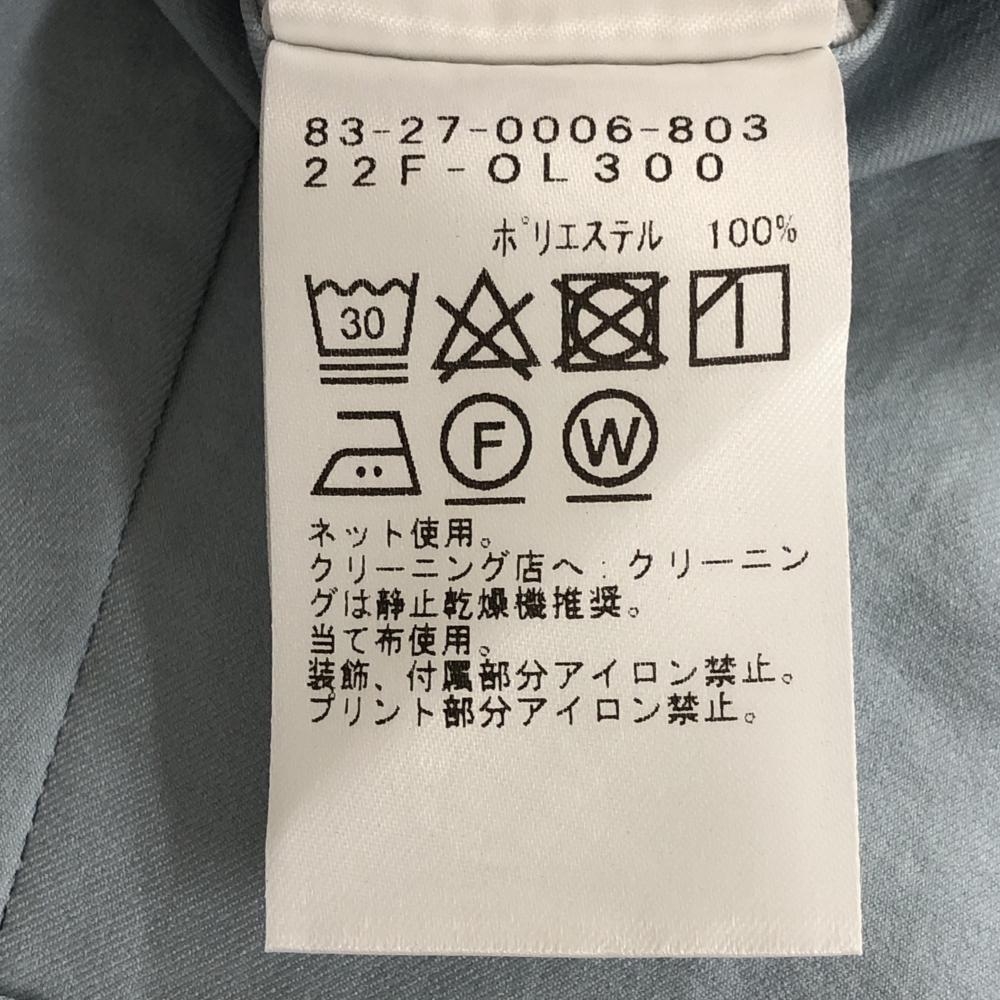 83-27-0006-803
22F-OL300
ポリエステル 100%
30
F W
ネット使用。
クリーニング店へ:クリーニン
グは静止乾燥機推奨。
当て布使用。
装飾、付属部分アイロン禁止。
プリント部分アイロン禁止。